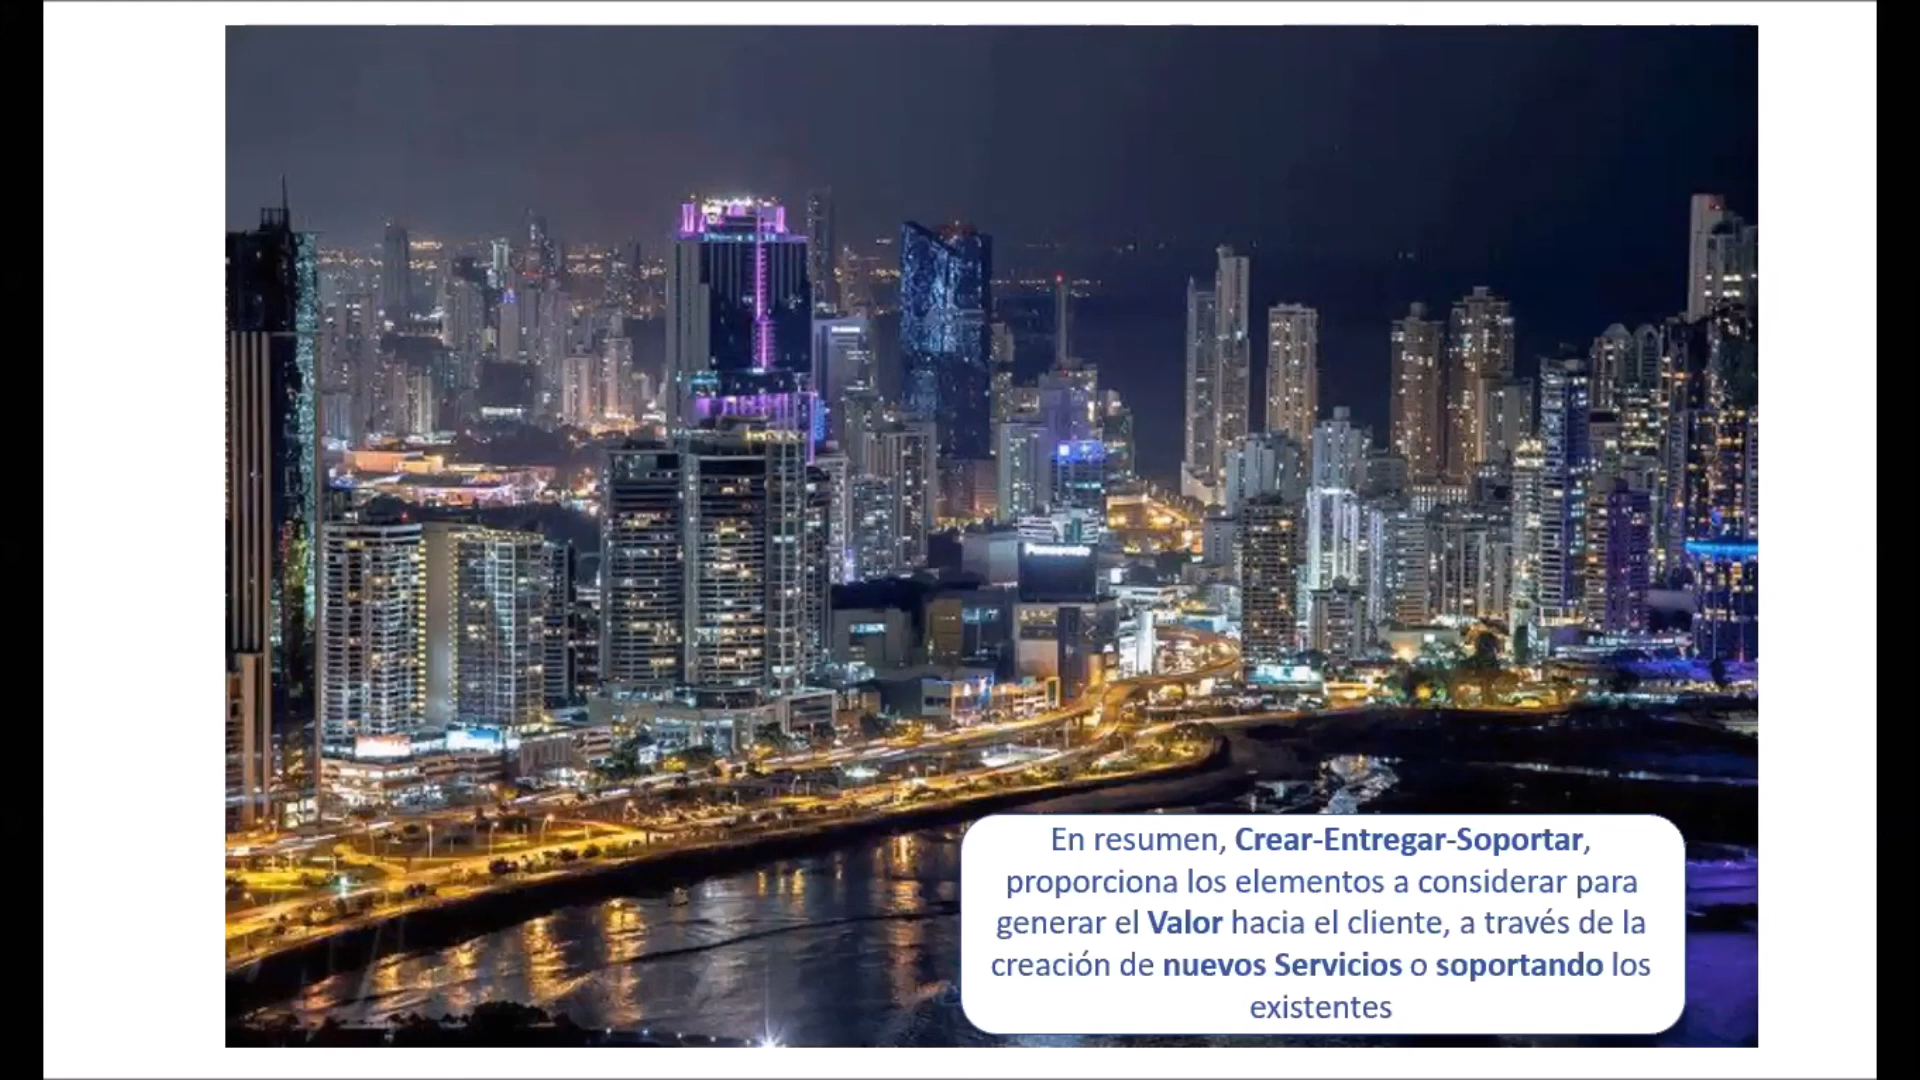 Panasonic
En resumen, Crear-Entregar-Soportar,
proporciona los elementos a considerar para
generar el Valor hacia el cliente, a través de la
creación de nuevos Servicios o soportando los
existentes